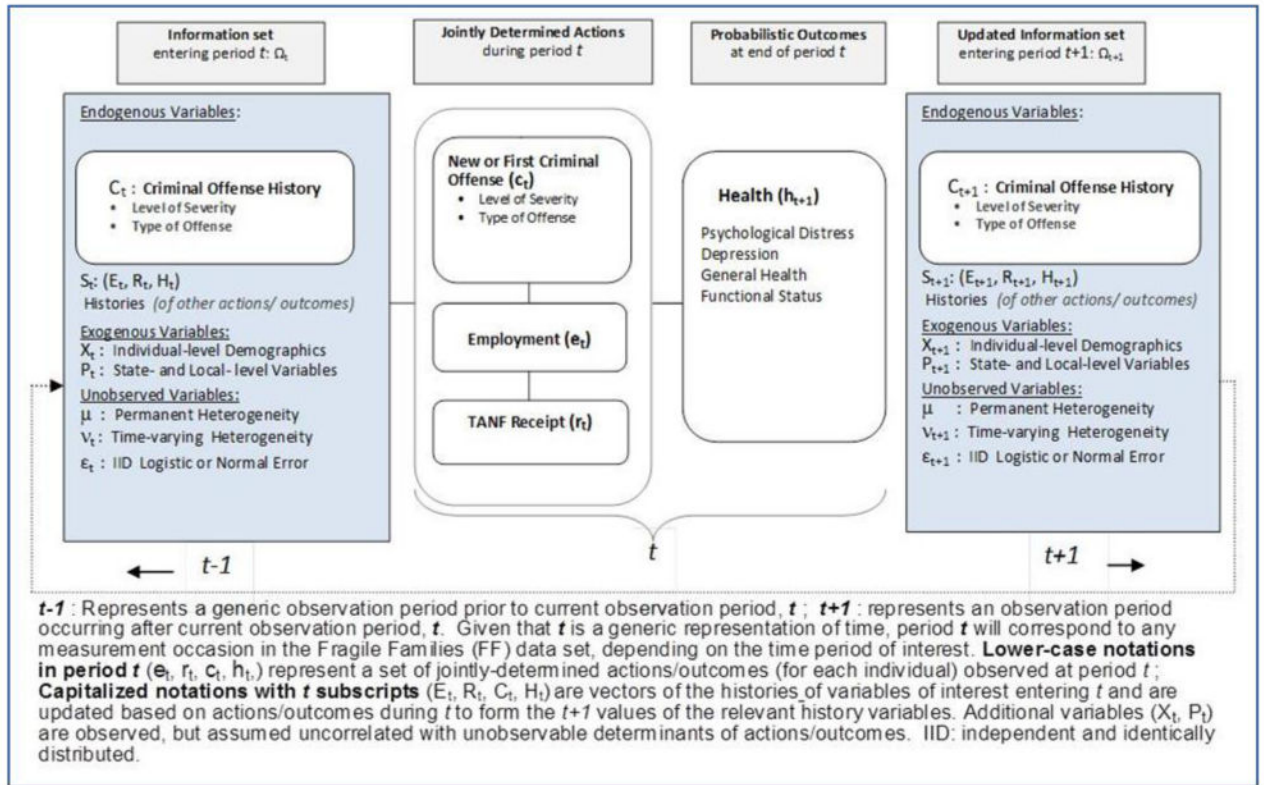 Information set
entering period t: Ωt
Jointly Determined Actions
during period t
Probabilistic Outcomes
at end of period t
Updated Information set
entering period t+1: Ωt+1
Endogenous Variables:
Ct : Criminal Offense History
• Level of Severity
• Type of Offense
St: (Et, Rt, Ht)
Histories (of other actions/ outcomes)
Exogenous Variables:
Xt : Individual-level Demographics
Pt : State- and Local- level Variables
Unobserved Variables:
μ : Permanent Heterogeneity
νt : Time-varying Heterogeneity
εt : IID Logistic or Normal Error
New or First Criminal
Offense (ct)
• Level of Severity
• Type of Offense
Employment (et)
TANF Receipt (rt)
Health (ht+1)
Psychological Distress
Depression
General Health
Functional Status
Endogenous Variables:
Ct+1 : Criminal Offense History
• Level of Severity
• Type of Offense
St+1: (Et+1, Rt+1, Ht+1)
Histories (of other actions/ outcomes)
Exogenous Variables:
Xt+1 : Individual-level Demographics
Pt+1 : State- and Local-level Variables
Unobserved Variables:
μ : Permanent Heterogeneity
νt+1 : Time-varying Heterogeneity
εt+1 : IID Logistic or Normal Error
t-1
t
t+1
t-1 : Represents a generic observation period prior to current observation period, t ; t+1 : represents an observation period
occurring after current observation period, t. Given that t is a generic representation of time, period t will correspond to any
measurement occasion in the Fragile Families (FF) data set, depending on the time period of interest. Lower-case notations
in period t (et, rt, ct, ht,) represent a set of jointly-determined actions/outcomes (for each individual) observed at period t ;
Capitalized notations with t subscripts (Et, Rt, Ct, Ht) are vectors of the histories of variables of interest entering t and are
updated based on actions/outcomes during t to form the t+1 values of the relevant history variables. Additional variables (Xt, Pt)
are observed, but assumed uncorrelated with unobservable determinants of actions/outcomes. IID: independent and identically
distributed.